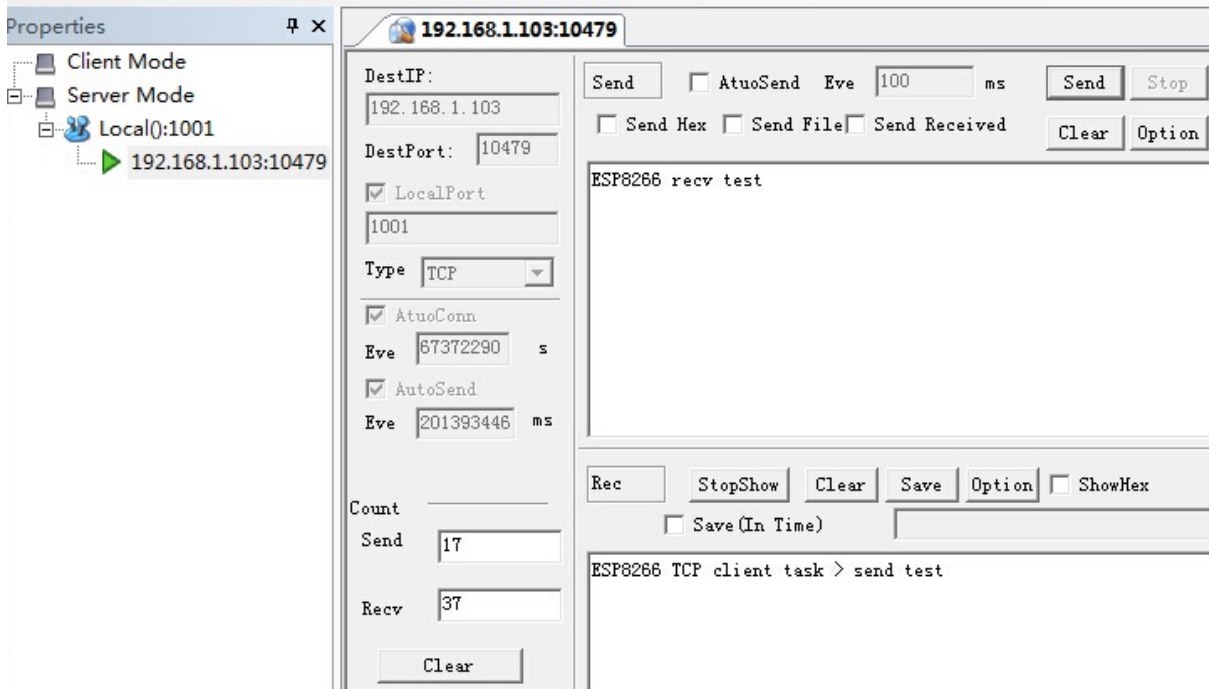 Properties
Client Mode
Server Mode
Local():1001
192.168.1.103:10479
192.168.1.103:10479
DestIP:
192.168.1.103
DestPort: 10479
LocalPort
1001
Type TCP
AtuoConn
Eve 67372290 s
AutoSend
Eve 201393446 ms
Count
Send 17
Recv 37
Clear
Send AtuoSend Eve 100 ms Send Stop
Send Hex Send File Send Received Clear Option
ESP8266 recv test
Rec StopShow Clear Save Option ShowHex
Save(In Time)
ESP8266 TCP client task > send test